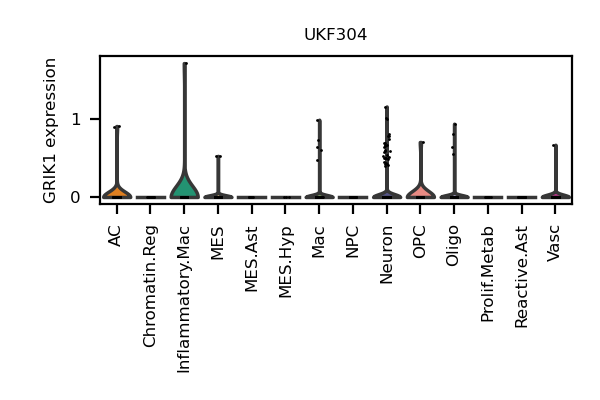 UKF304
GRIK1 expression
1
0
AC
Chromatin.Reg
Inflammatory.Mac
MES
MES.Ast
MES.Hyp
Mac
NPC
Neuron
OPC
Oligo
Prolif.Metab
Reactive.Ast
Vasc